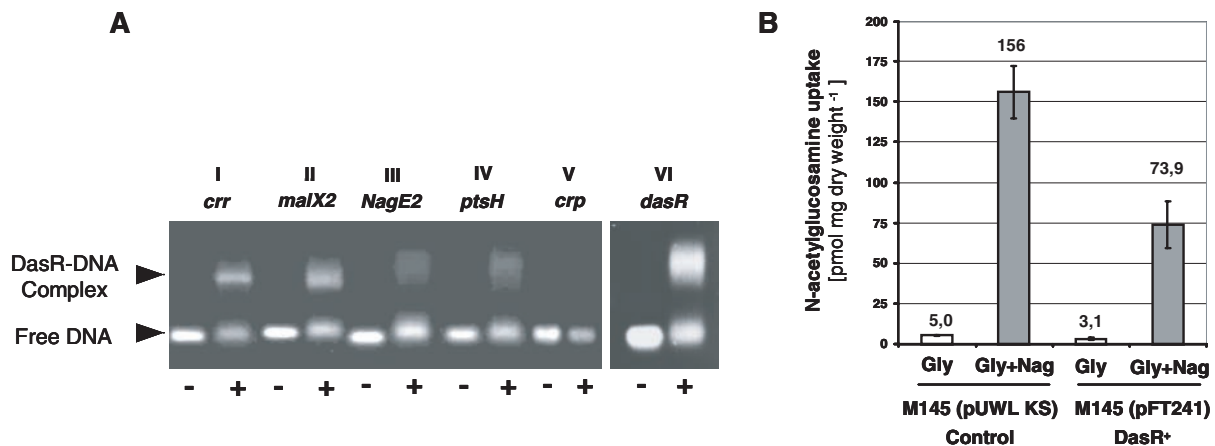 A
I II III IV V VI
crr malX2 NagE2 ptsH crp dasR
DasR-DNA
Complex
Free DNA
- + - + - + - + - + - +
B
N-acetylglucosamine uptake
[pmol mg dry weight -1 ]
200
175
150
125
100
75
50
25
0
5,0
156
3,1
73,9
Gly Gly+Nag Gly Gly+Nag
M145 (pUWL KS) M145 (pFT241)
Control DasR+